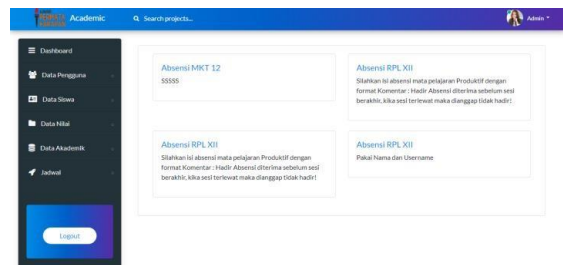 Academic
Search projects...
Admin
Dashboard
Data Pengguna
Data Siswa
Data Nilai
Data Akademik
Jadwal
Logout
Absensi MKT 12
SSSSS
Absensi RPL XII
Silahkan isi absensi mata pelajaran Produktif dengan
format Komentar : Hadir Absensi diterima sebelum sesi
berakhir, kika sesi terlewat maka dianggap tidak hadir!
Absensi RPL XII
Silahkan isi absensi mata pelajaran Produktif dengan
format Komentar : Hadir Absensi diterima sebelum sesi
berakhir, kika sesi terlewat maka dianggap tidak hadir!
Absensi RPL XII
Pakai Nama dan Username